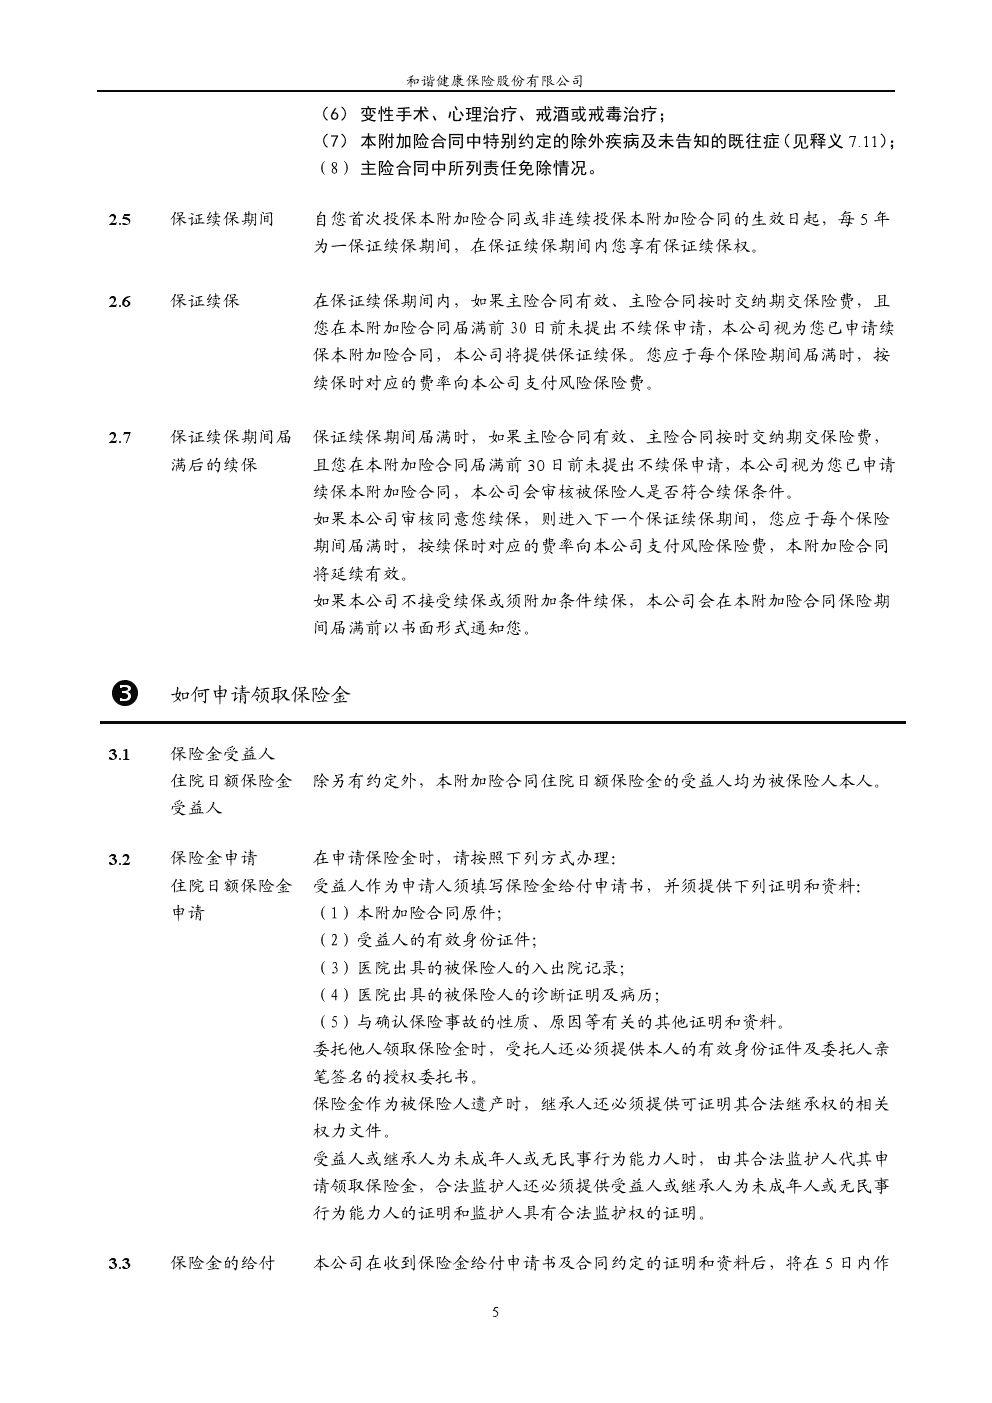 和谐健康保险股份有限公司
（6） 变性手术、心理治疗、戒酒或戒毒治疗；
（7） 本附加险合同中特别约定的除外疾病及未告知的既往症（见释义 7.11）；
（8） 主险合同中所列责任免除情况。
2.5 保证续保期间 自您首次投保本附加险合同或非连续投保本附加险合同的生效日起，每 5 年
为一保证续保期间，在保证续保期间内您享有保证续保权。
2.6 保证续保 在保证续保期间内，如果主险合同有效、主险合同按时交纳期交保险费，且
您在本附加险合同届满前 30 日前未提出不续保申请，本公司视为您已申请续
保本附加险合同，本公司将提供保证续保。您应于每个保险期间届满时，按
续保时对应的费率向本公司支付风险保险费。
2.7 保证续保期间届 保证续保期间届满时，如果主险合同有效、主险合同按时交纳期交保险费，
满后的续保 且您在本附加险合同届满前 30 日前未提出不续保申请，本公司视为您已申请
续保本附加险合同，本公司会审核被保险人是否符合续保条件。
如果本公司审核同意您续保，则进入下一个保证续保期间，您应于每个保险
期间届满时，按续保时对应的费率向本公司支付风险保险费，本附加险合同
将延续有效。
如果本公司不接受续保或须附加条件续保，本公司会在本附加险合同保险期
间届满前以书面形式通知您。
❸ 如何申请领取保险金
3.1 保险金受益人
住院日额保险金 除另有约定外，本附加险合同住院日额保险金的受益人均为被保险人本人。
受益人
3.2 保险金申请 在申请保险金时，请按照下列方式办理：
住院日额保险金 受益人作为申请人须填写保险金给付申请书，并须提供下列证明和资料：
申请 （1）本附加险合同原件；
（2）受益人的有效身份证件；
（3）医院出具的被保险人的入出院记录；
（4）医院出具的被保险人的诊断证明及病历；
（5）与确认保险事故的性质、原因等有关的其他证明和资料。
委托他人领取保险金时，受托人还必须提供本人的有效身份证件及委托人亲
笔签名的授权委托书。
保险金作为被保险人遗产时，继承人还必须提供可证明其合法继承权的相关
权力文件。
受益人或继承人为未成年人或无民事行为能力人时，由其合法监护人代其申
请领取保险金，合法监护人还必须提供受益人或继承人为未成年人或无民事
行为能力人的证明和监护人具有合法监护权的证明。
3.3 保险金的给付 本公司在收到保险金给付申请书及合同约定的证明和资料后，将在 5 日内作
5